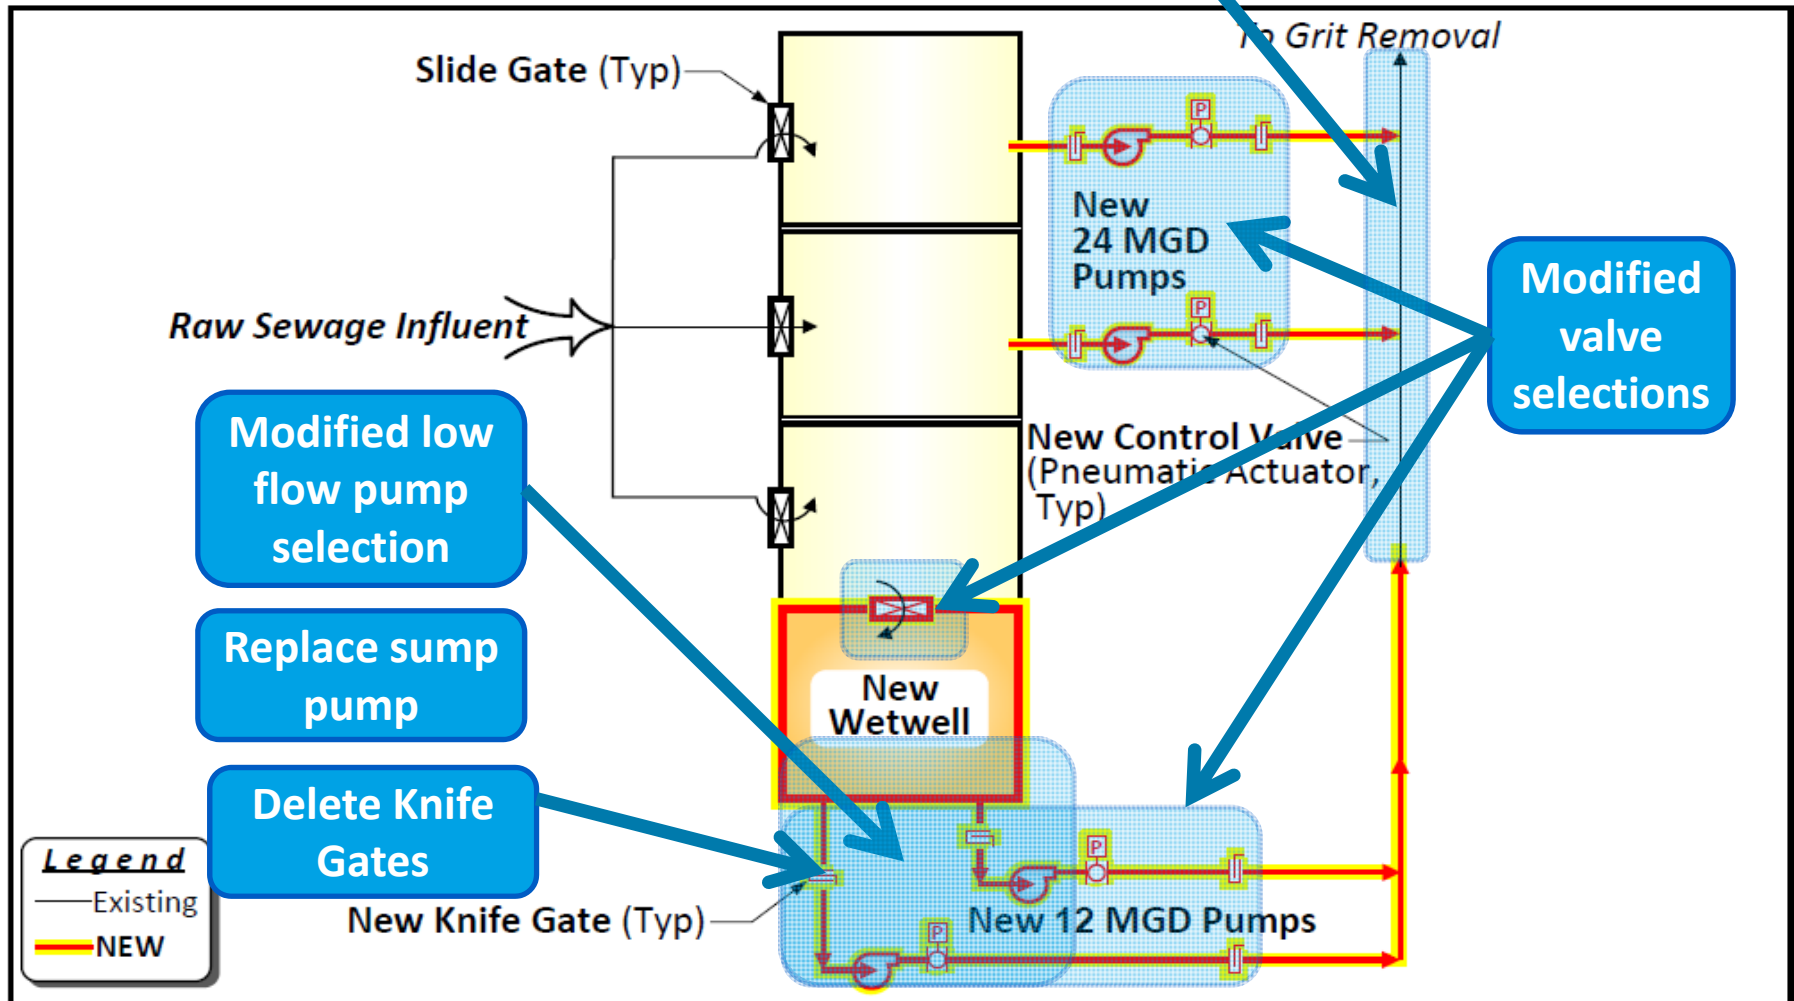 To Grit Removal
Slide Gate (Typ)
P
New
24 MGD
Pumps
P
Raw Sewage Influent
Modified
valve
selections
Modified low
flow pump
selection
New Control Valve
(Pneumatic Actuator,
Typ)
Replace sump
pump
New
Wetwell
Delete Knife
Gates
P
Legend
Existing
NEW
New Knife Gate (Typ)
New 12 MGD Pumps
P